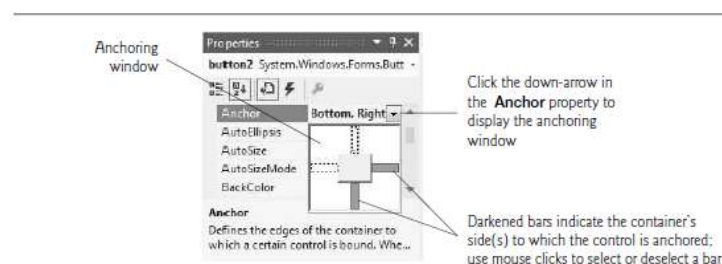 Anchoring
window
Properties
button2 System.Windows.Forms.Butt
Anchor Bottom, Right
AutoEllipsis
AutoSize
AutoSizeMode
BackColor
Anchor
Defines the edges of the container to
which a certain control is bound. Whe...
Click the down-arrow in
the Anchor property to
display the anchoring
window
Darkened bars indicate the container's
side(s) to which the control is anchored;
use mouse clicks to select or deselect a bar